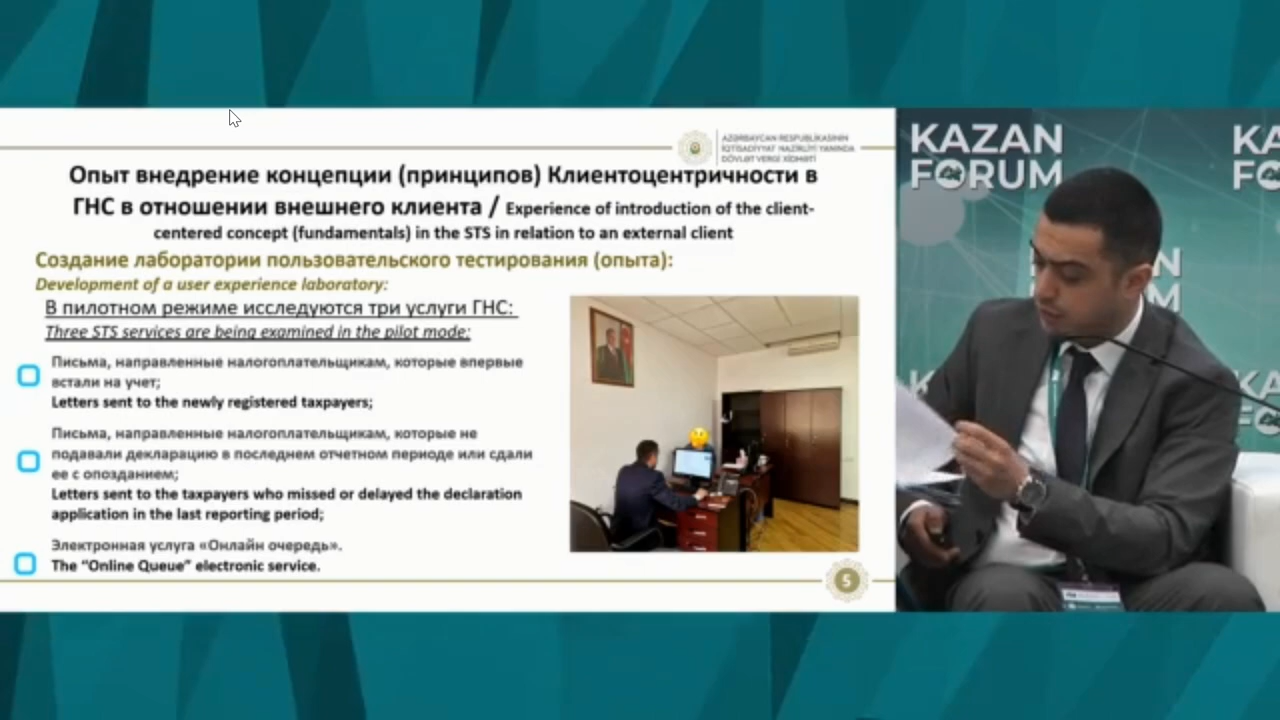 AZƏRBAYCAN RESPUBLİKASININ
İQTİSADİYYAT NAZİRLİYİ YANINDA
DÖVLƏT VERGİ XİDMƏTİ
Опыт внедрение концепции (принципов) Клиентоцентричности в
ГНС в отношении внешнего клиента / Experience of introduction of the client-
centered concept (fundamentals) in the STS in relation to an external client
Создание лаборатории пользовательского тестирования (опыта):
Development of a user experience laboratory:
В пилотном режиме исследуются три услуги ГНС:
Three STS services are being examined in the pilot mode:
Письма, направленные налогоплательщикам, которые впервые
встали на учет;
Letters sent to the newly registered taxpayers;
Письма, направленные налогоплательщикам, которые не
подавали декларацию в последнем отчетном периоде или сдали
ее с опозданием;
Letters sent to the taxpayers who missed or delayed the declaration
application in the last reporting period;
Электронная услуга «Онлайн очередь».
The “Online Queue” electronic service.
5
KAZAN
FORUM